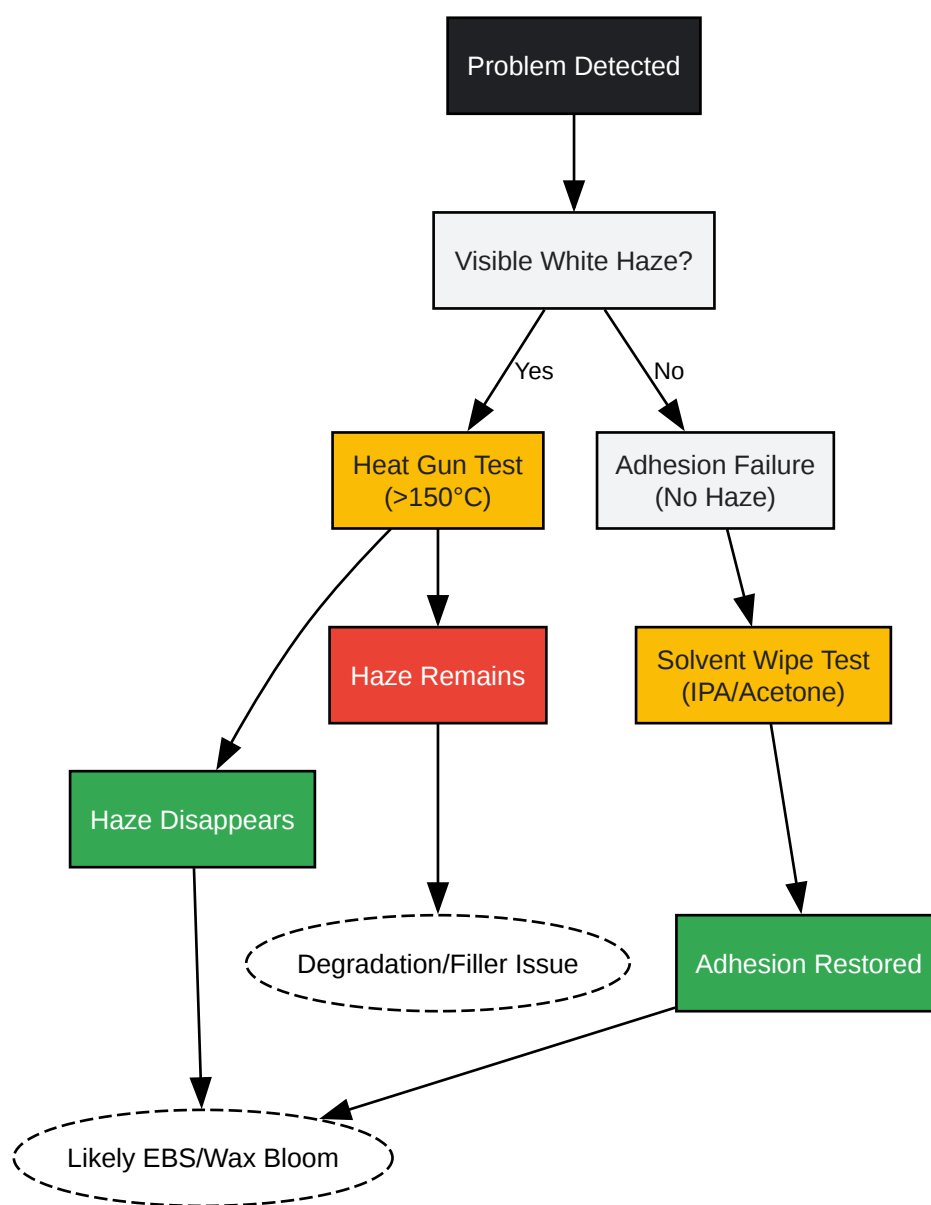 Problem Detected
Visible White Haze?
Yes
No
Heat Gun Test
(>150°C)
Adhesion Failure
(No Haze)
Haze Remains
Solvent Wipe Test
(IPA/Acetone)
Haze Disappears
Degradation/Filler Issue
Adhesion Restored
Likely EBS/Wax Bloom